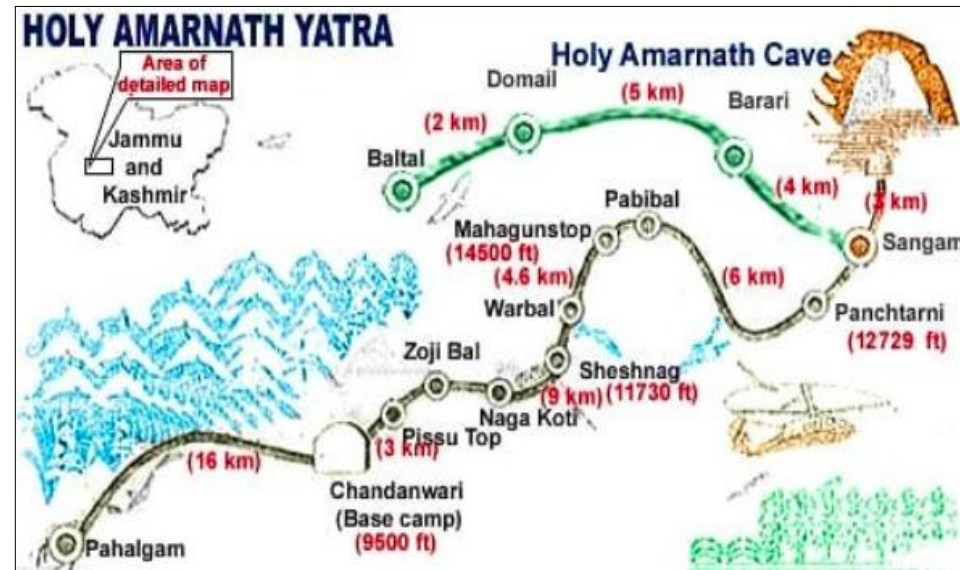 HOLY AMARNATH YATRA
Area of
detailed map
Jammu
and
Kashmir
Holy Amarnath Cave
Domail
(5 km)
Barari
(2 km)
Baltal
(4 km)
(3 km)
Pabibal
Mahagunstop
(14500 ft)
Sangam
(4.6 km)
(6 km)
Warbal
Panchtarni
(12729 ft)
Zoji Bal
Sheshnag
(9 km) (11730 ft)
Naga Koti
Pissu Top
(3 km)
(16 km)
Chandanwari
(Base camp)
(9500 ft)
Pahalgam